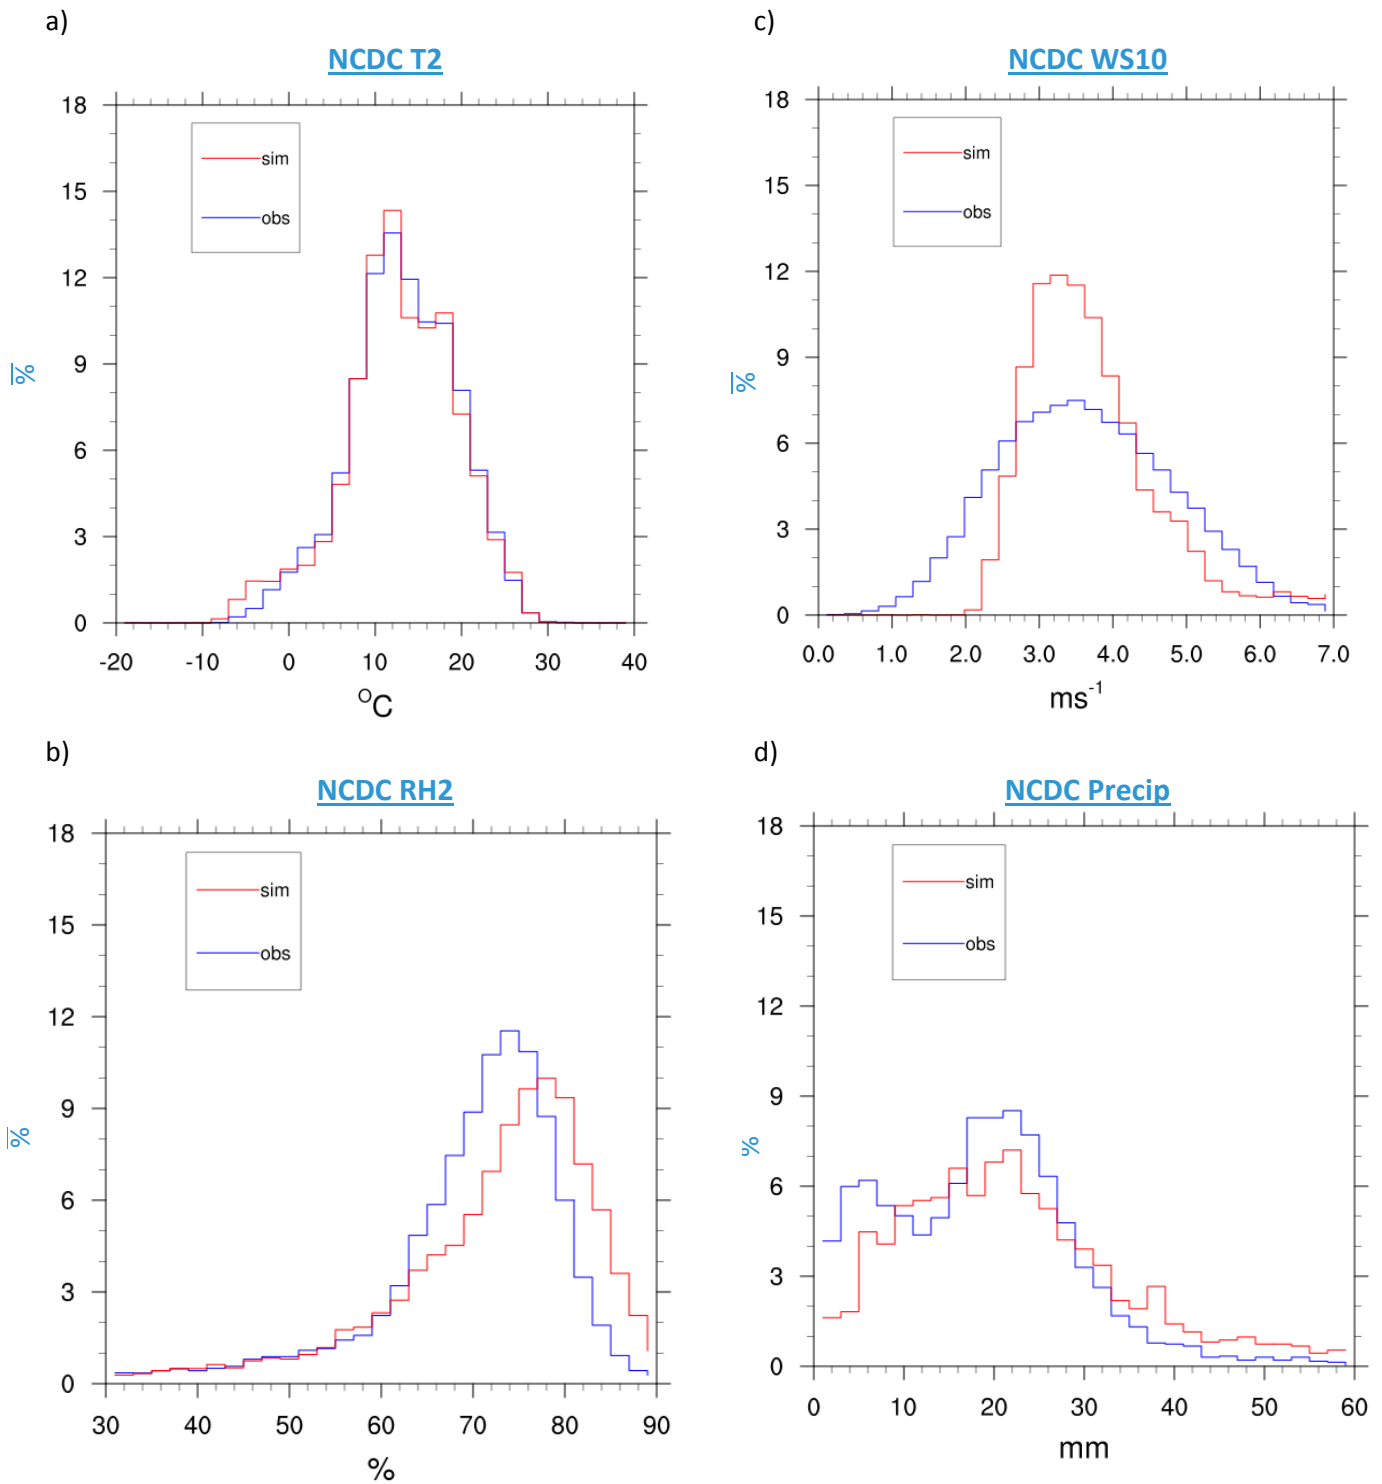 a)
NCDC T2
18
15
12
9
6
3
0
sim
obs
%
-20 -10 0 10 20 30 40
°C
c)
NCDC WS10
18
15
12
9
6
3
0
sim
obs
%
0.0 1.0 2.0 3.0 4.0 5.0 6.0 7.0
ms-1
b)
NCDC RH2
18
15
12
9
6
3
0
sim
obs
%
30 40 50 60 70 80 90
%
d)
NCDC Precip
18
15
12
9
6
3
0
sim
obs
%
0 10 20 30 40 50 60
mm